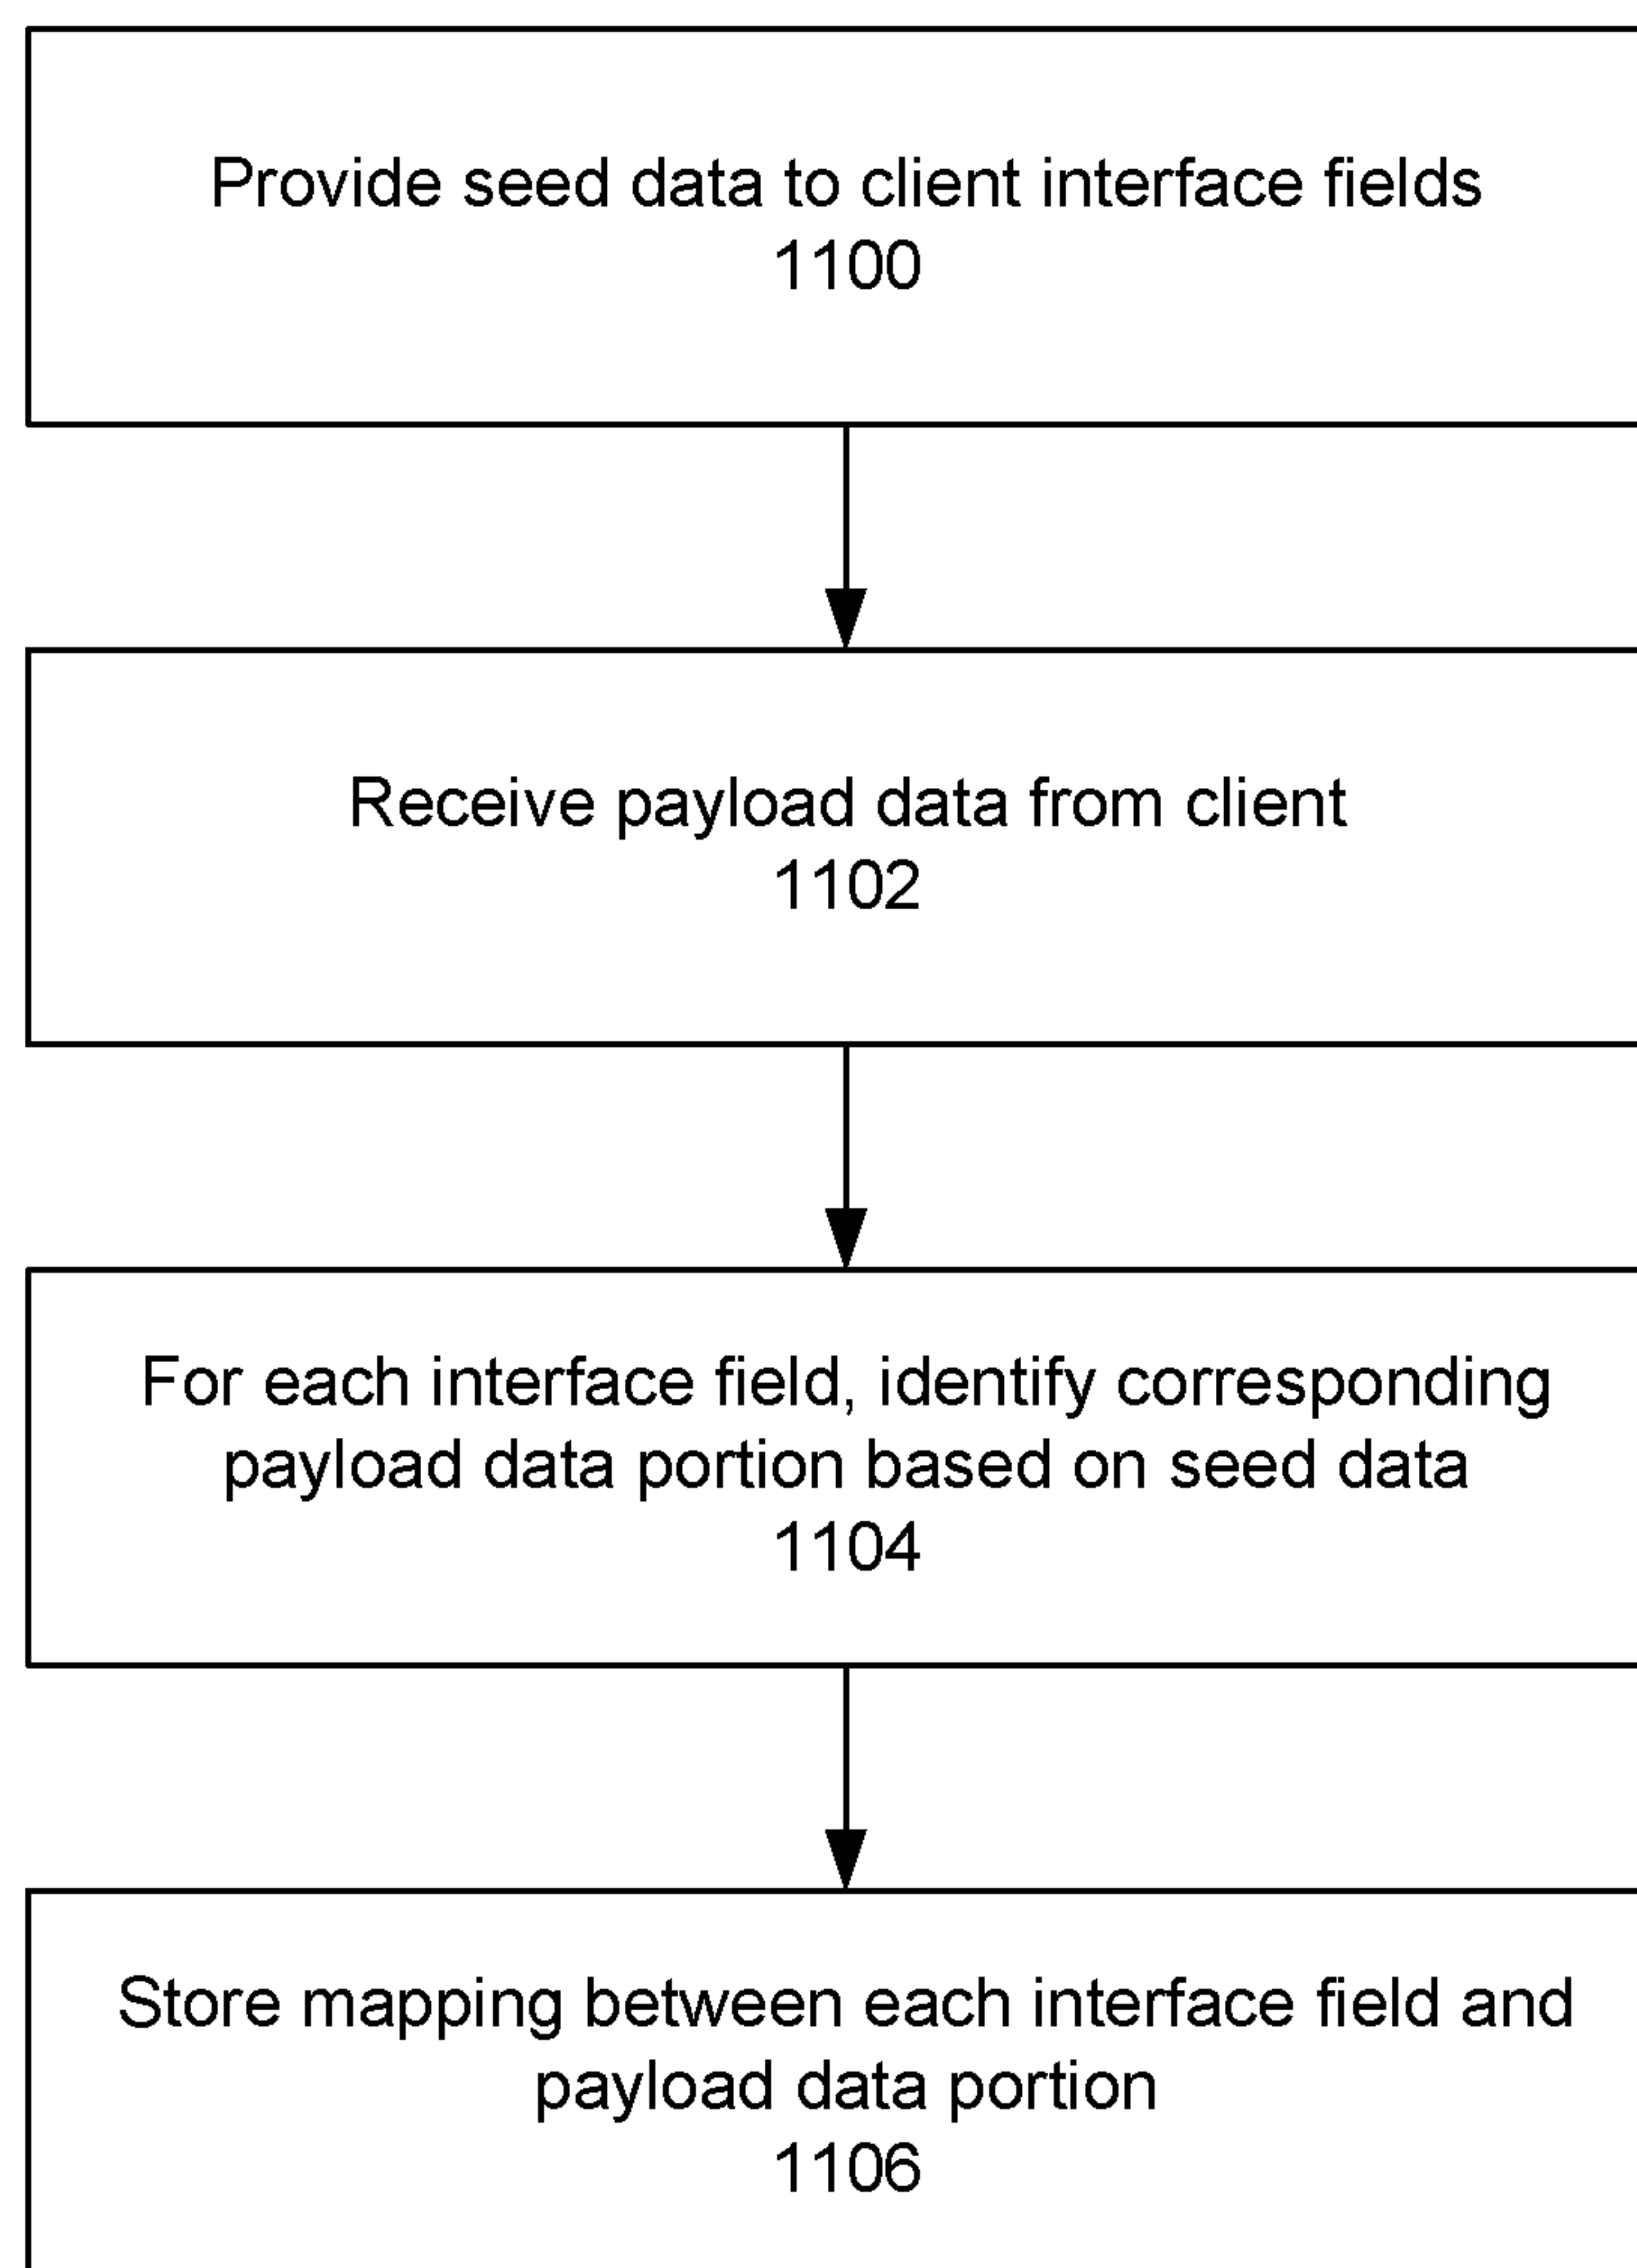 Provide seed data to client interface fields
1100
Receive payload data from client
1102
For each interface field, identify corresponding
payload data portion based on seed data
1104
Store mapping between each interface field and
payload data portion
1106